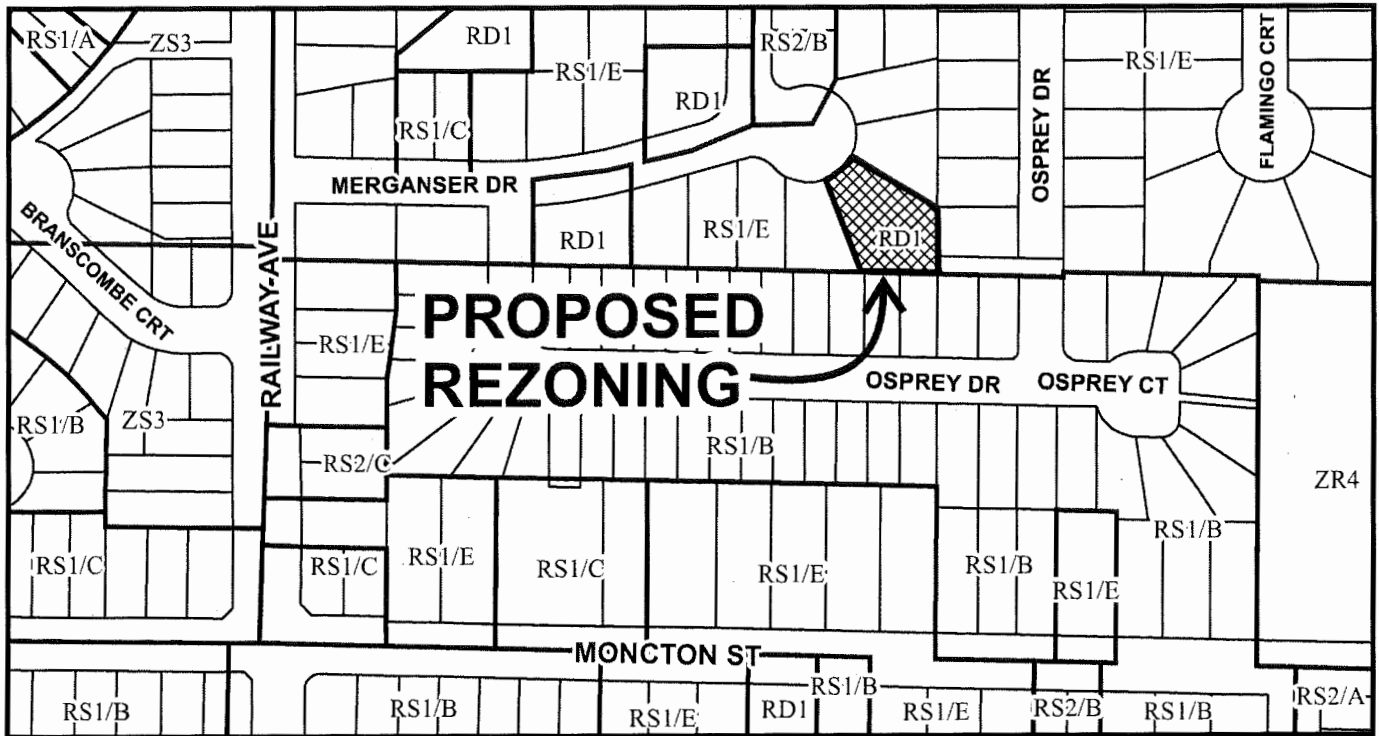 RS1/A
ZS3
RD1
RS1/E
RS2/B
RS1/E
FLAMINGO CRT
RD1
RS1/C
OSPREY DR
MERGANSER DR
BRANSCOMBE CRT
RAILWAY AVE
RD1
RS1/E
RD1
PROPOSED
REZONING
RS1/E
OSPREY DR
OSPREY CT
RS1/B
ZS3
RS1/B
RS2/C
ZR4
RS1/B
RS1/C
RS1/C
RS1/E
RS1/C
RS1/E
RS1/B
RS1/E
MONCTON ST
RS1/B
RS1/B
RS1/B
RS1/E
RD1
RS1/E
RS2/B
RS1/B
RS2/A